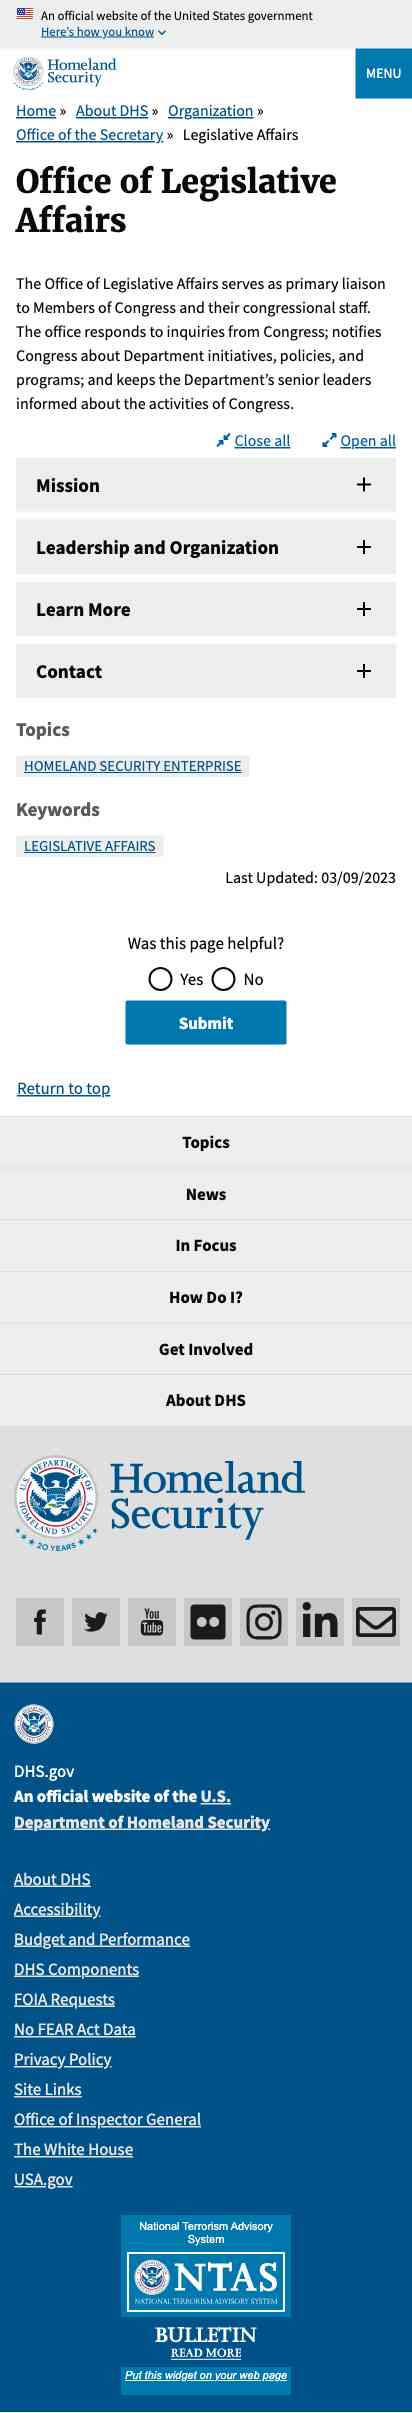 An official website of the United States government
Here's how you know
Homeland
Security
MENU
Home » About DHS » Organization »
Office of the Secretary » Legislative Affairs
Office of Legislative
Affairs
The Office of Legislative Affairs serves as primary liaison
to Members of Congress and their congressional staff.
The office responds to inquiries from Congress; notifies
Congress about Department initiatives, policies, and
programs; and keeps the Department’s senior leaders
informed about the activities of Congress.
Close all Open all
Mission
Leadership and Organization
Learn More
Contact
Topics
HOMELAND SECURITY ENTERPRISE
Keywords
LEGISLATIVE AFFAIRS
Last Updated: 03/09/2023
Was this page helpful?
Yes No
Submit
Return to top
Topics
News
In Focus
How Do I?
Get Involved
About DHS
U.S. DEPARTMENT OF
HOMELAND SECURITY
20 YEARS
Homeland
Security
You
Tube
DHS.gov
An official website of the U.S.
Department of Homeland Security
About DHS
Accessibility
Budget and Performance
DHS Components
FOIA Requests
No FEAR Act Data
Privacy Policy
Site Links
Office of Inspector General
The White House
USA.gov
National Terrorism Advisory
System
NTAS
NATIONAL TERRORISM ADVISORY SYSTEM
BULLETIN
READ MORE
Put this widget on your web page